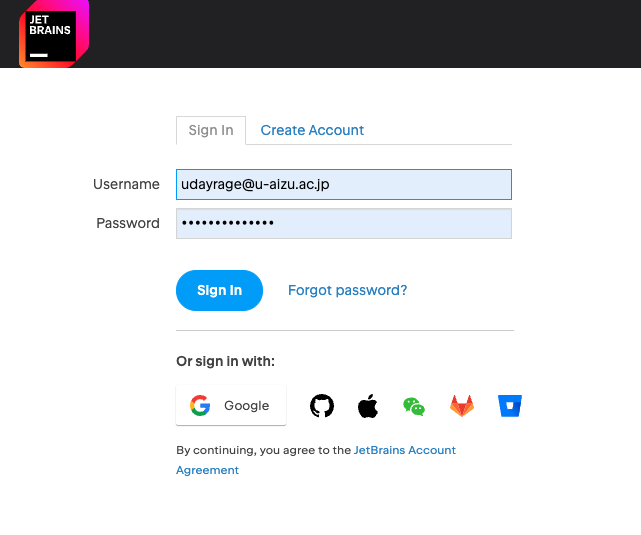 JET
BRAINS
Sign In Create Account
Username udayrage@u-aizu.ac.jp
Password ••••••••••••••
Sign In Forgot password?
Or sign in with:
Google
By continuing, you agree to the JetBrains Account
Agreement